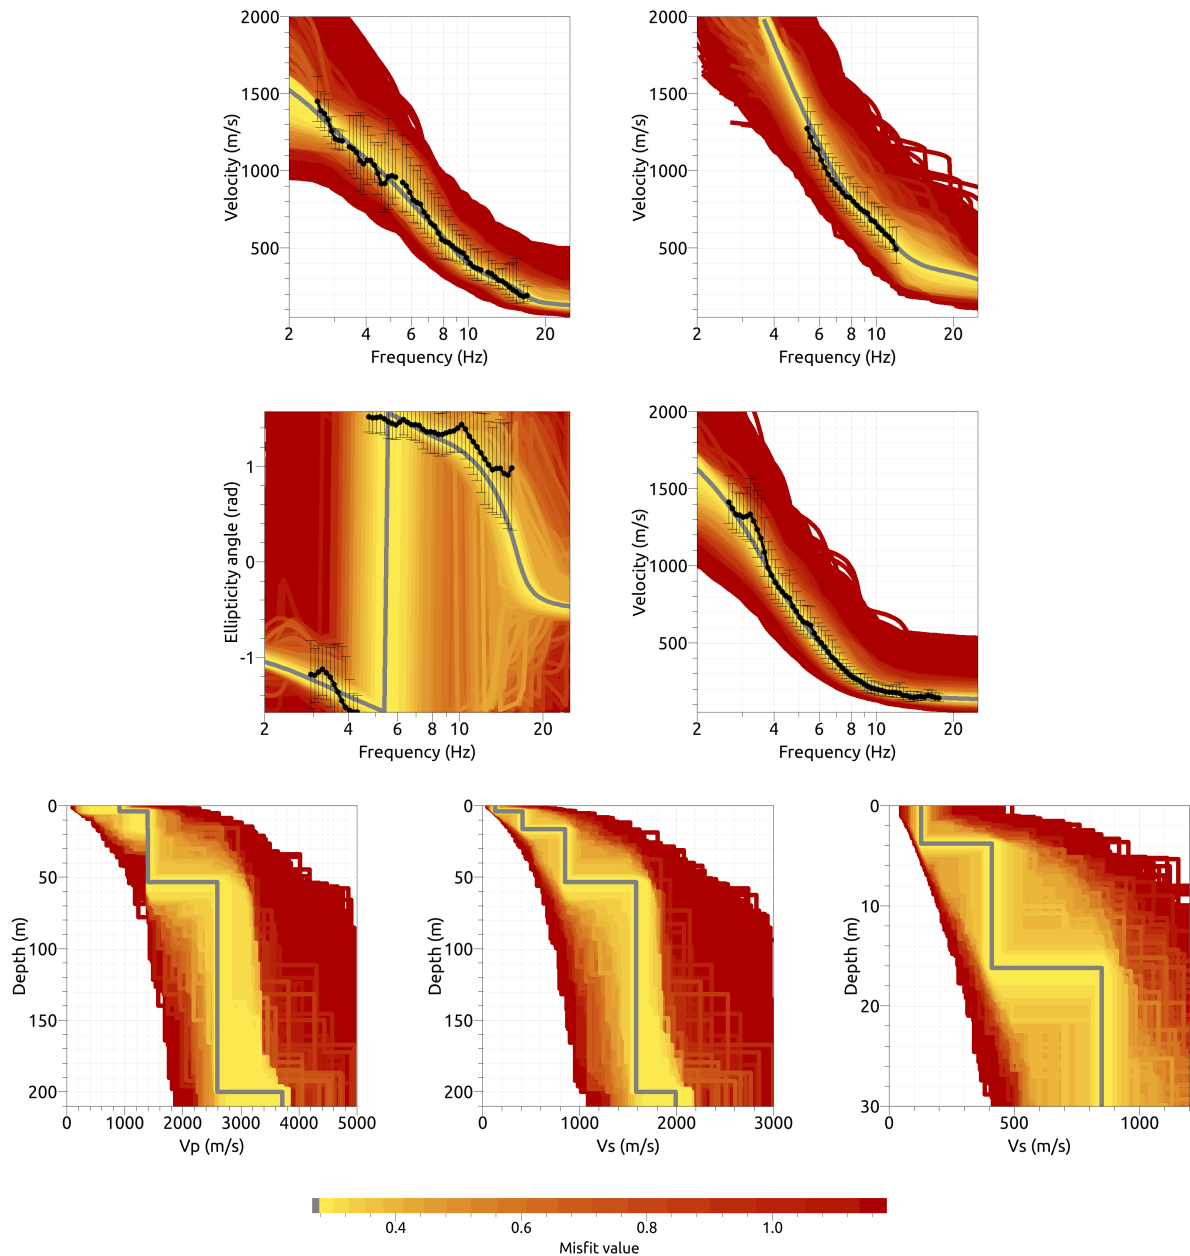 2000
1500
1000
500
Velocity (m/s)
2 4 6 8 10 20
Frequency (Hz)
2000
1500
1000
500
Velocity (m/s)
2 4 6 8 10 20
Frequency (Hz)
1
0
-1
Ellipticity angle (rad)
2 4 6 8 10 20
Frequency (Hz)
2000
1500
1000
500
Velocity (m/s)
2 4 6 8 10 20
Frequency (Hz)
0
50
100
150
200
Depth (m)
0 1000 2000 3000 4000 5000
Vp (m/s)
0
50
100
150
200
Depth (m)
0 1000 2000 3000
Vs (m/s)
0
10
20
30
Depth (m)
0 500 1000
Vs (m/s)
0.4 0.6 0.8 1.0
Misfit value